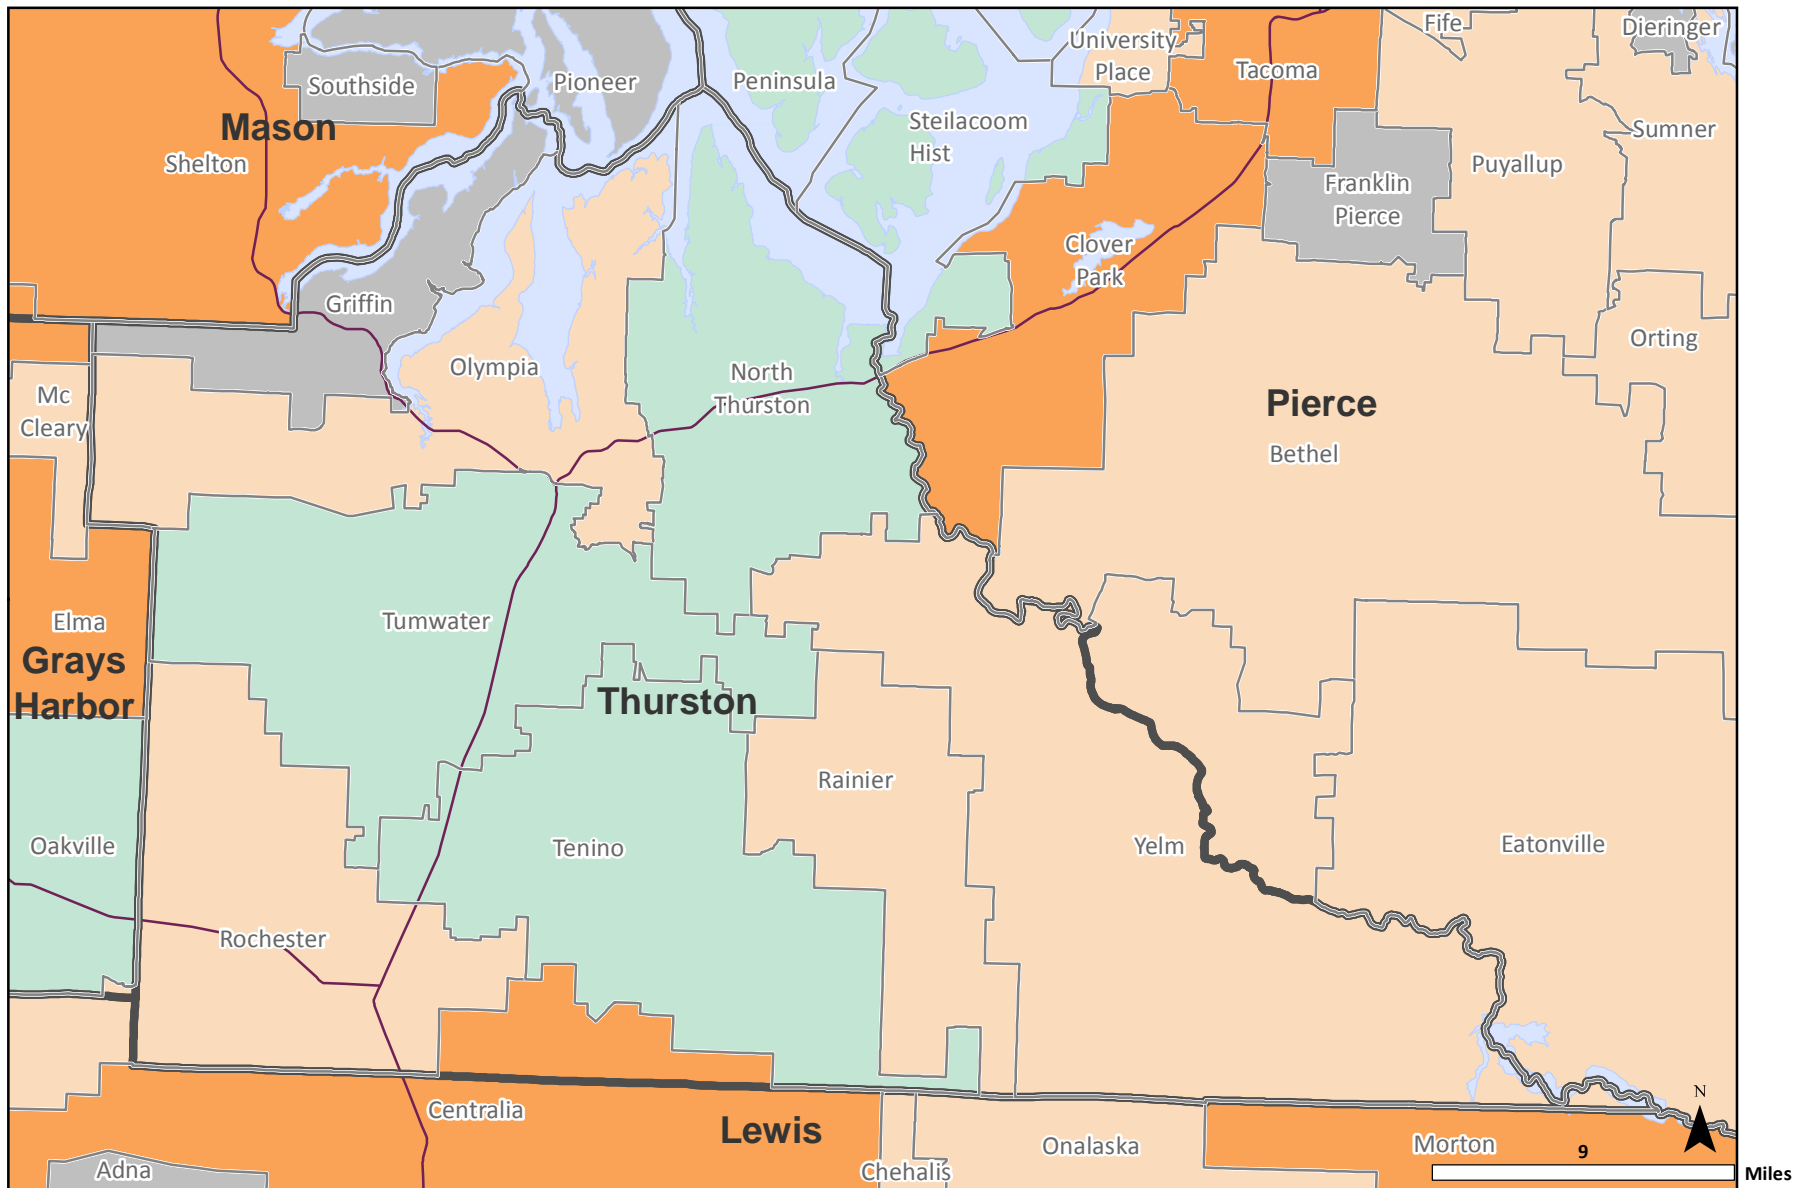 Fife
Dieringer
University
Place
Tacoma
Southside
Pioneer
Peninsula
Steilacoom
Hist
Sumner
Mason
Shelton
Puyallup
Franklin
Pierce
Clover
Park
Griffin
Orting
Olympia
North
Thurston
Mc
Cleary
Pierce
Bethel
Elma
Tumwater
Grays
Harbor
Thurston
Rainier
Oakville
Tenino
Yelm
Eatonville
Rochester
Centralia
Lewis
Onalaska
Morton
Adna
Chehalis
N
9
Miles